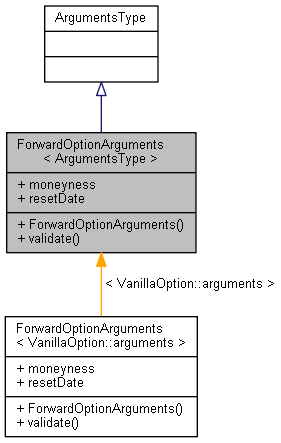 ArgumentsType
ForwardOptionArguments
< ArgumentsType >
+ moneyness
+ resetDate
+ ForwardOptionArguments()
+ validate()
< VanillaOption::arguments >
ForwardOptionArguments
< VanillaOption::arguments >
+ moneyness
+ resetDate
+ ForwardOptionArguments()
+ validate()